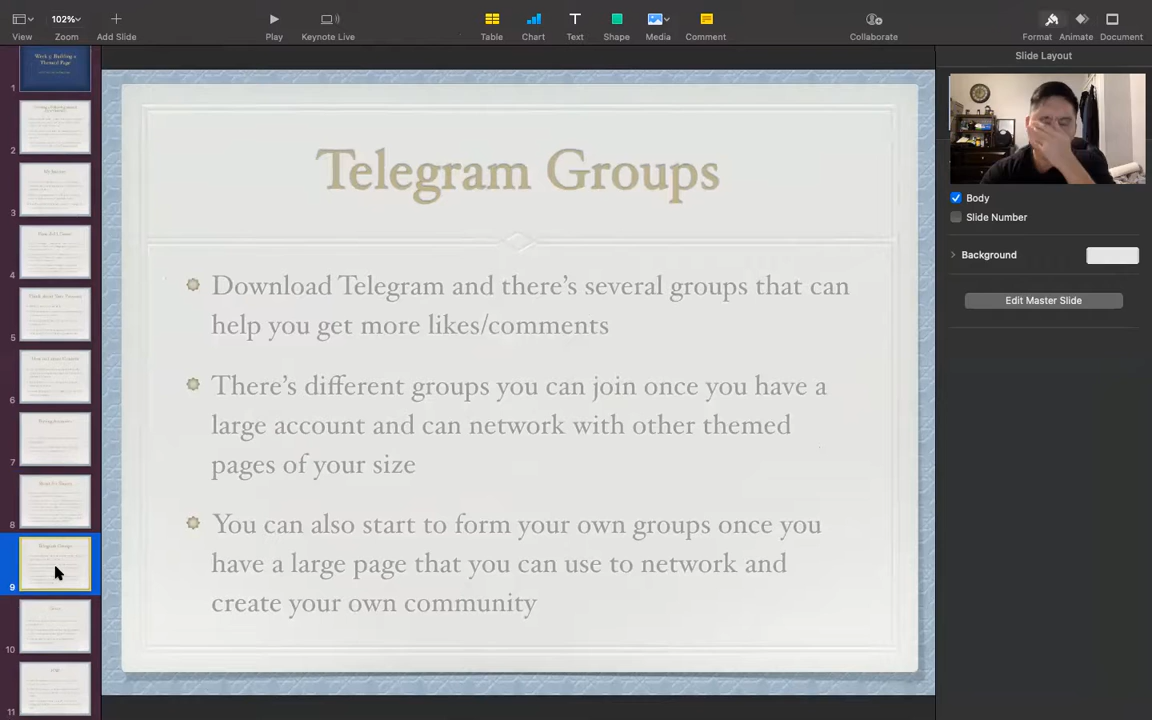 View
102%
Zoom
Add Slide
Play
Keynote Live
Table
Chart
Text
Shape
Media
Comment
Collaborate
Format
Animate
Document
Slide Layout
Body
Slide Number
Background
Edit Master Slide
1
2
3
4
5
6
7
8
9
10
11
Telegram Groups
Download Telegram and there's several groups that can
help you get more likes/comments
There's different groups you can join once you have a
large account and can network with other themed
pages of your size
You can also start to form your own groups once you
have a large page that you can use to network and
create your own community